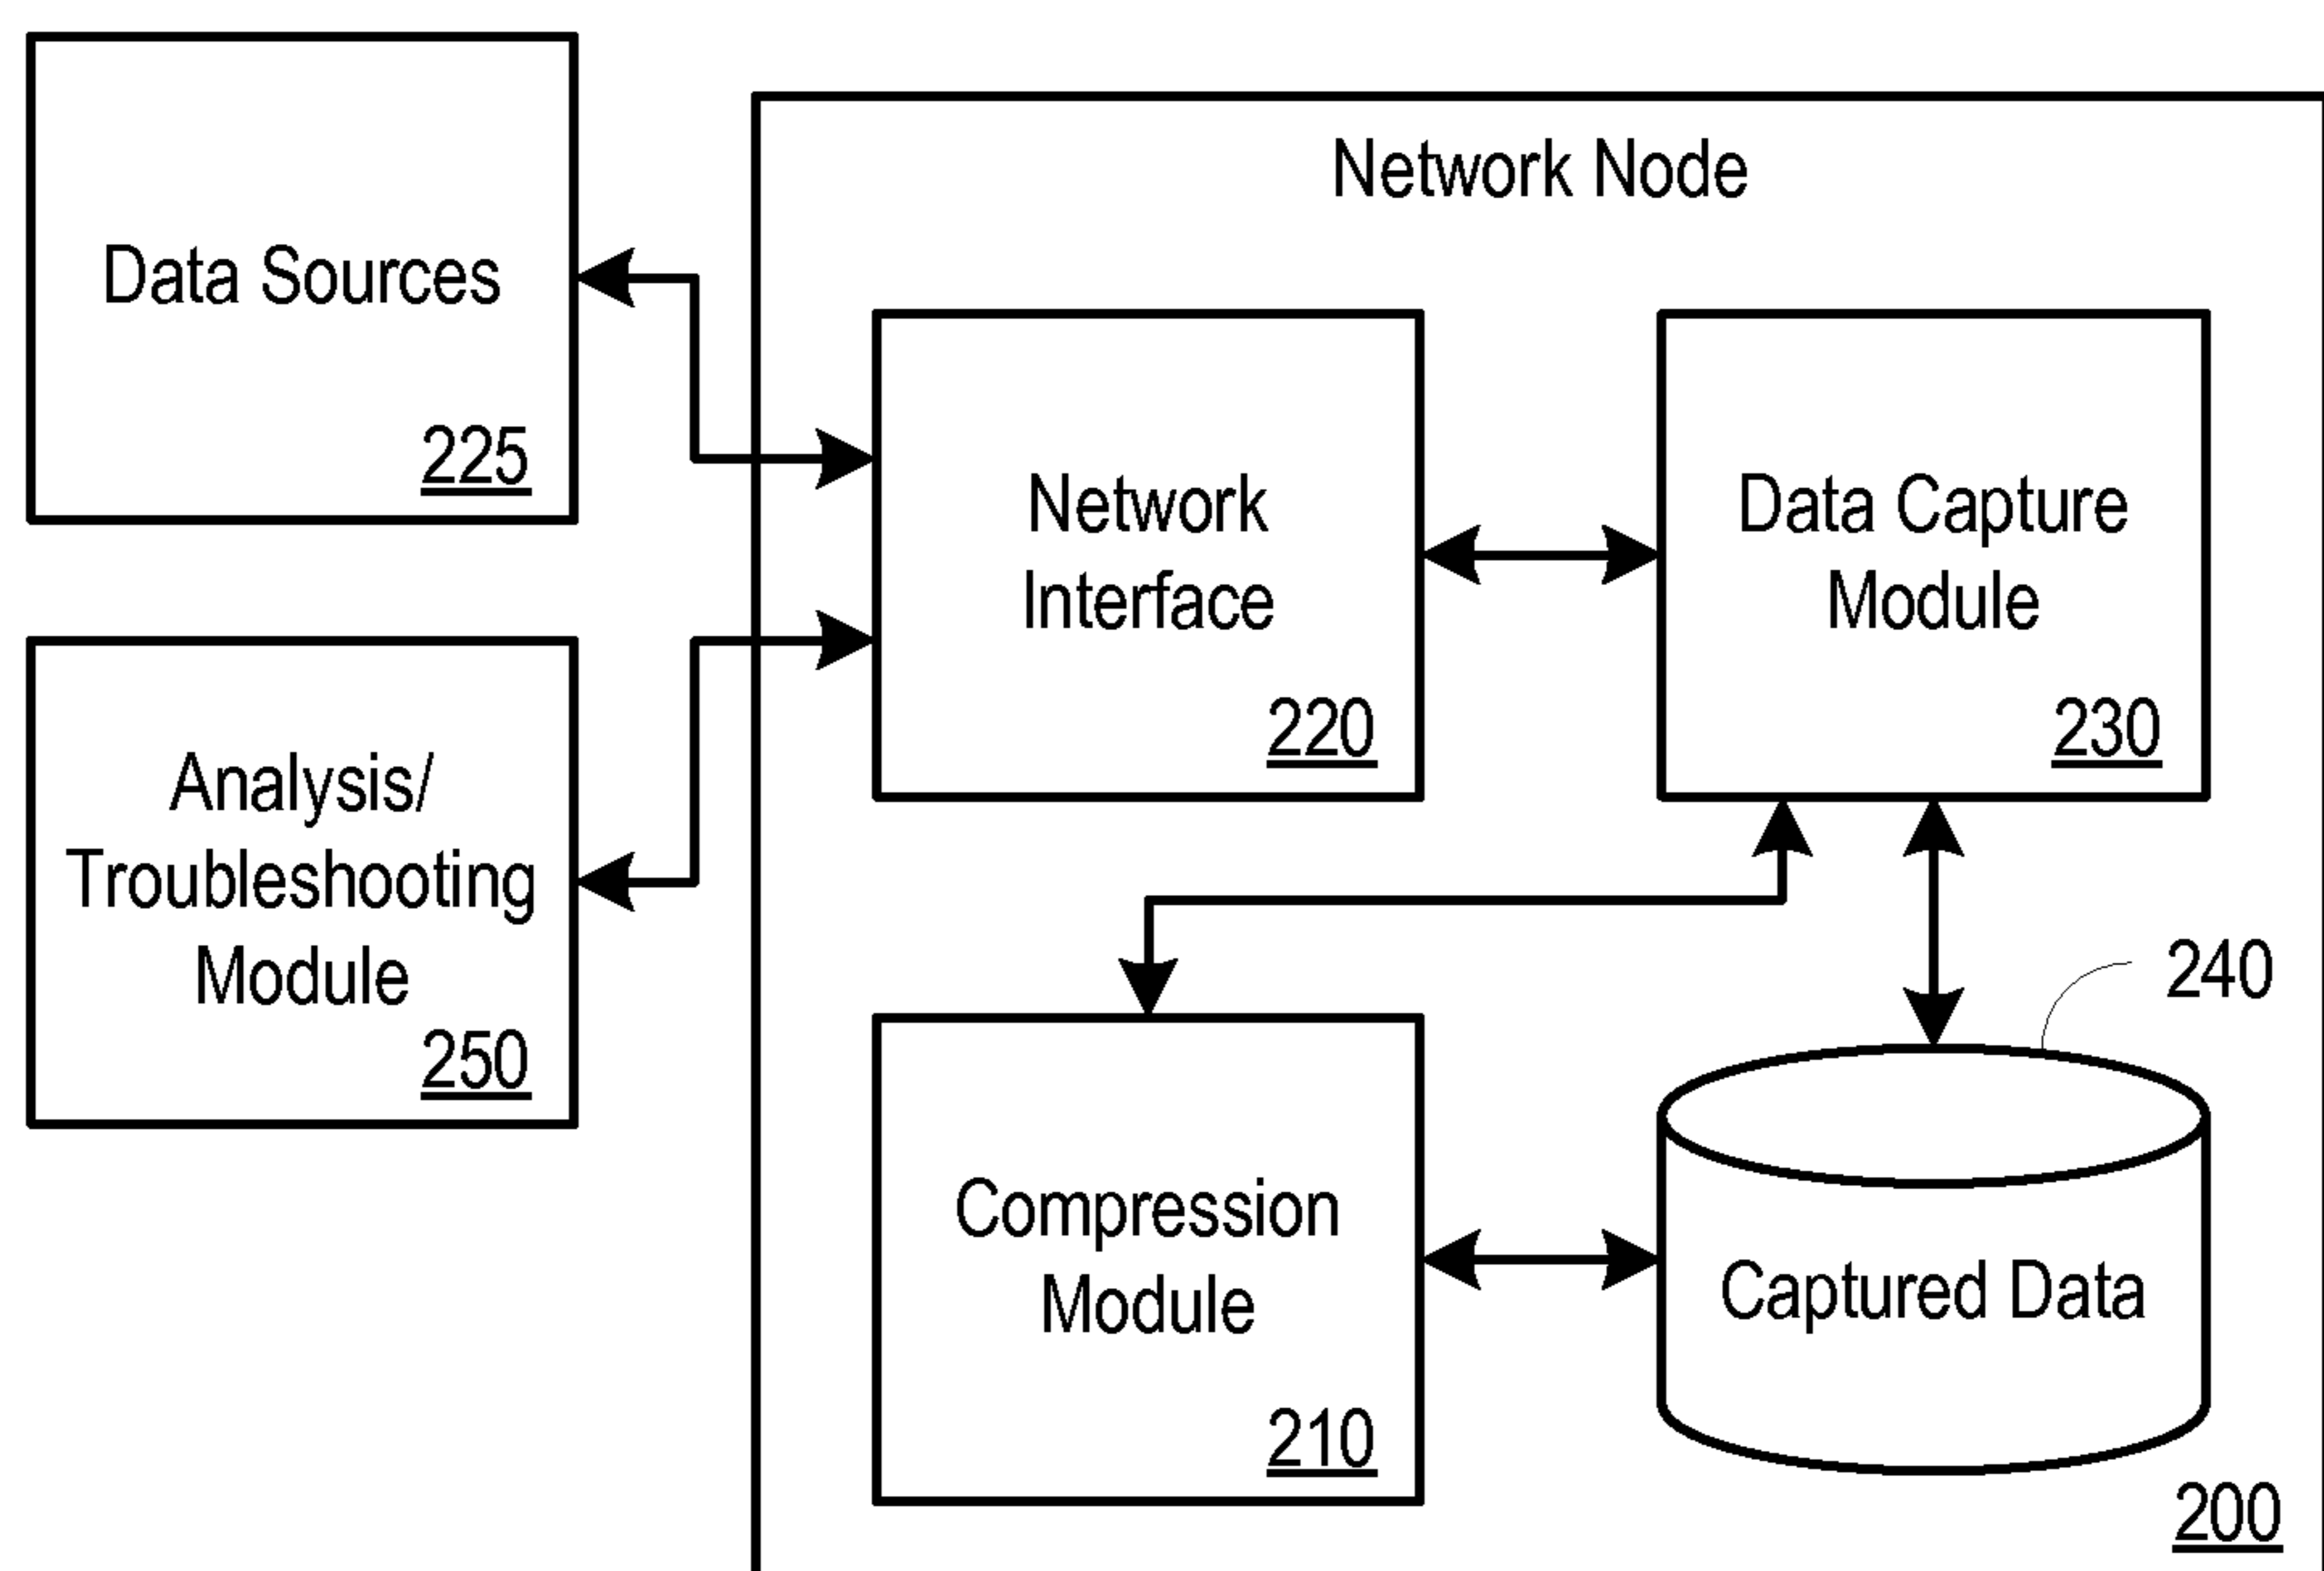 Network Node
Data Sources
225
Network
Interface
220
Data Capture
Module
230
Analysis/
Troubleshooting
Module
250
240
Compression
Module
210
Captured Data
200